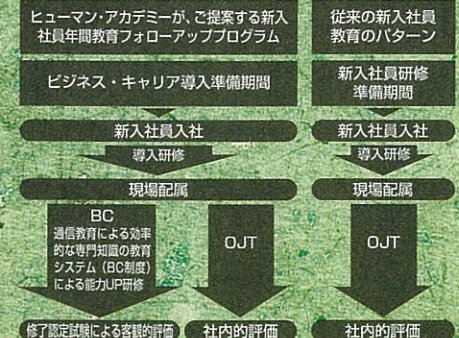 ヒューマン・アカデミーが、ご提案する新入
社員年間教育フォローアッププログラム
ビジネス・キャリア導入準備期間
新入社員入社
導入研修
現場配属
BC
通信教育による効率
的な専門知識の教育
システム（BC制度）
による能力UP研修
OJT
修了認定試験による客観的評価
社内的評価
従来の新入社員
教育のパターン
新入社員研修
準備期間
新入社員入社
導入研修
現場配属
OJT
社内的評価